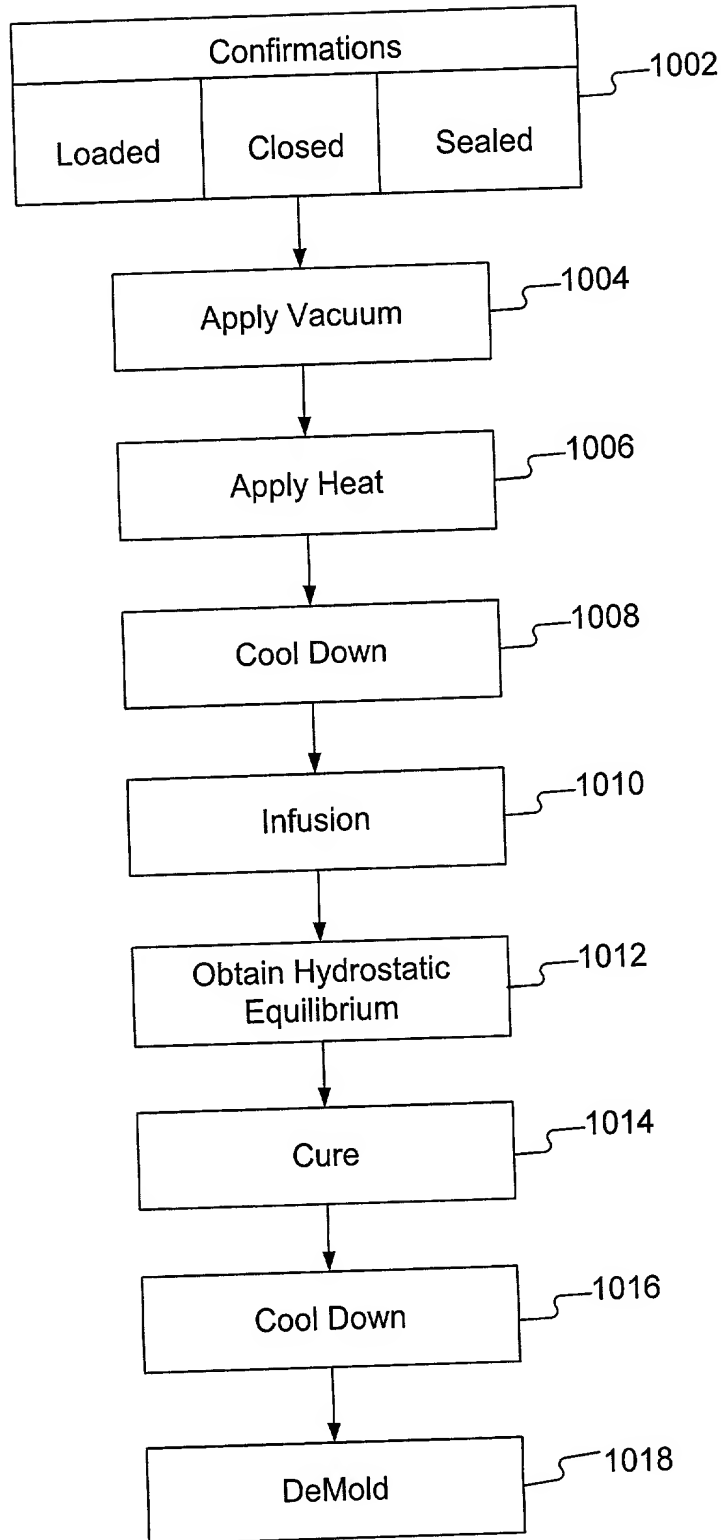 Confirmations
1002
Loaded Closed Sealed
Apply Vacuum
1004
Apply Heat
1006
Cool Down
1008
Infusion
1010
Obtain Hydrostatic
Equilibrium
1012
Cure
1014
Cool Down
1016
DeMold
1018